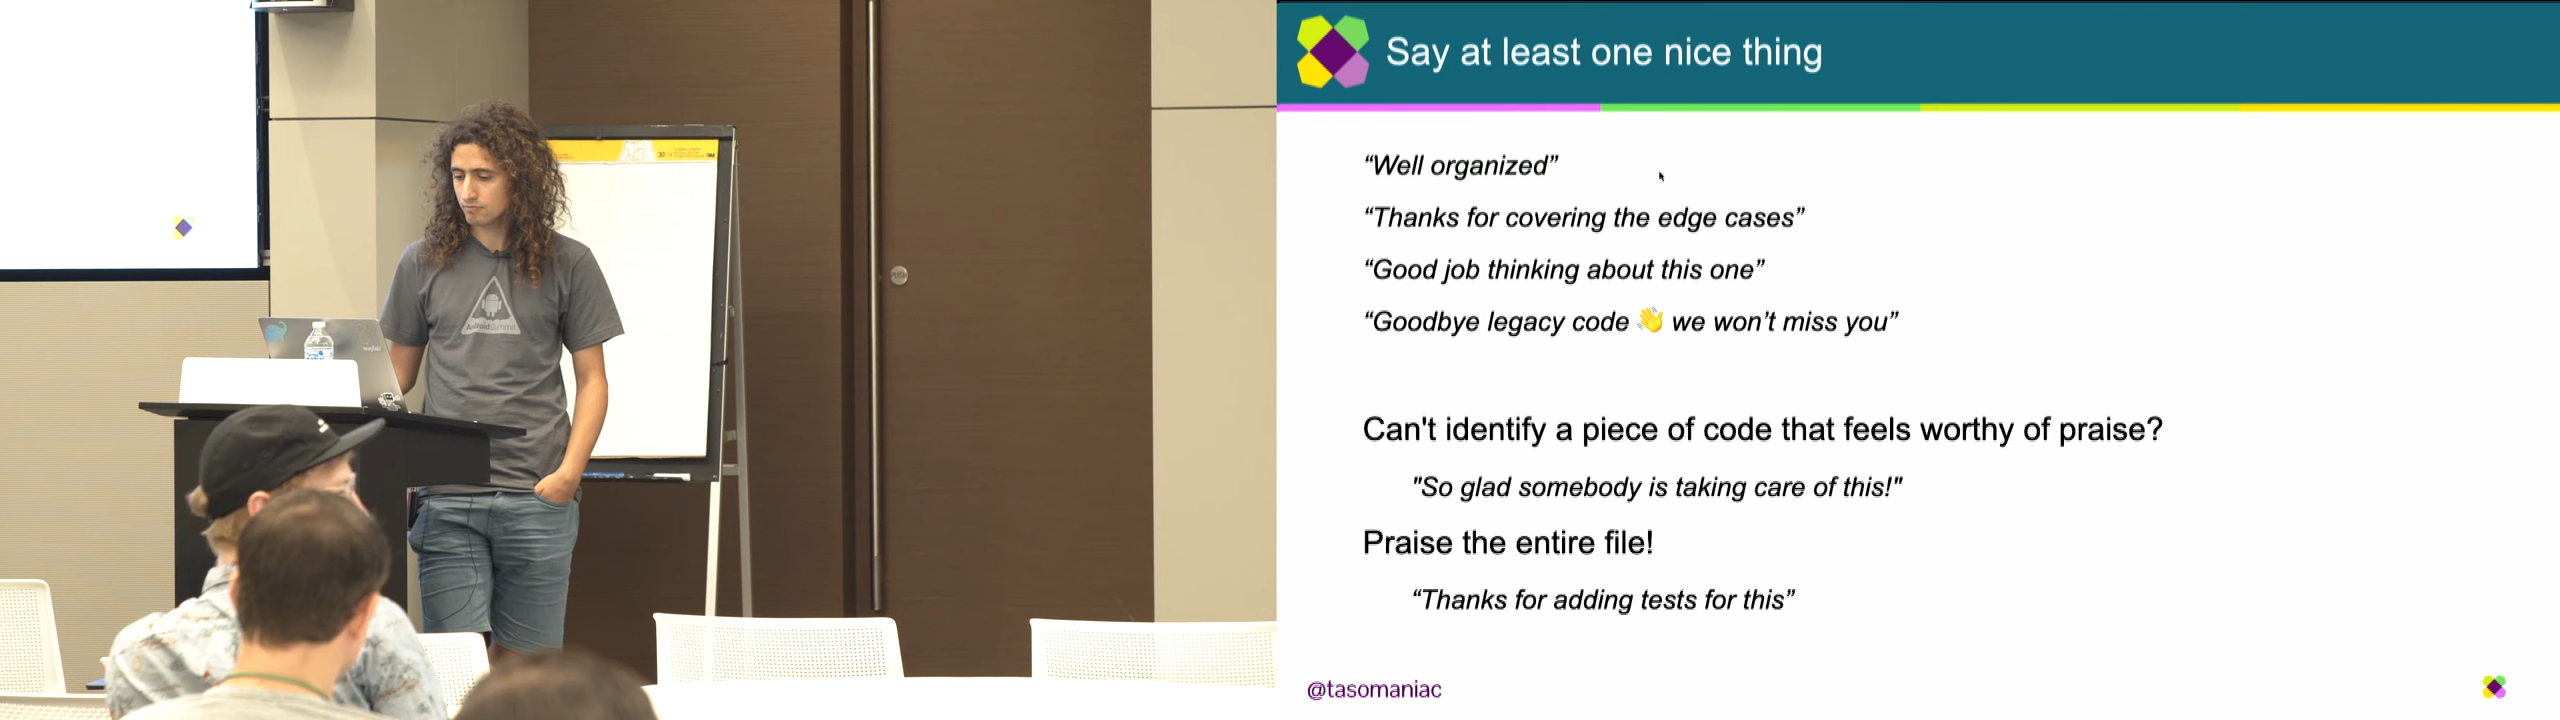 Say at least one nice thing
“Well organized”
“Thanks for covering the edge cases”
“Good job thinking about this one”
“Goodbye legacy code 👋 we won’t miss you”
Can't identify a piece of code that feels worthy of praise?
"So glad somebody is taking care of this!"
Praise the entire file!
“Thanks for adding tests for this”
@tasomaniac
AndroidSummit